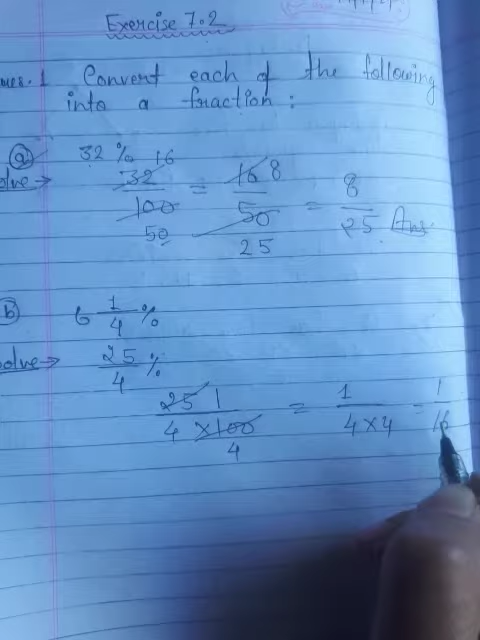 Exercise 7.2
Ques.1 Convert each of the following
into a fraction:
(a) 32%
Solve → 32/100 16/50 = 16/50 8/25 = 8/25 Ans
(b) 6 1/4 %
Solve → 25/4 %
25 1 / 4 × 100 4 = 1 / 4×4 = 1/16